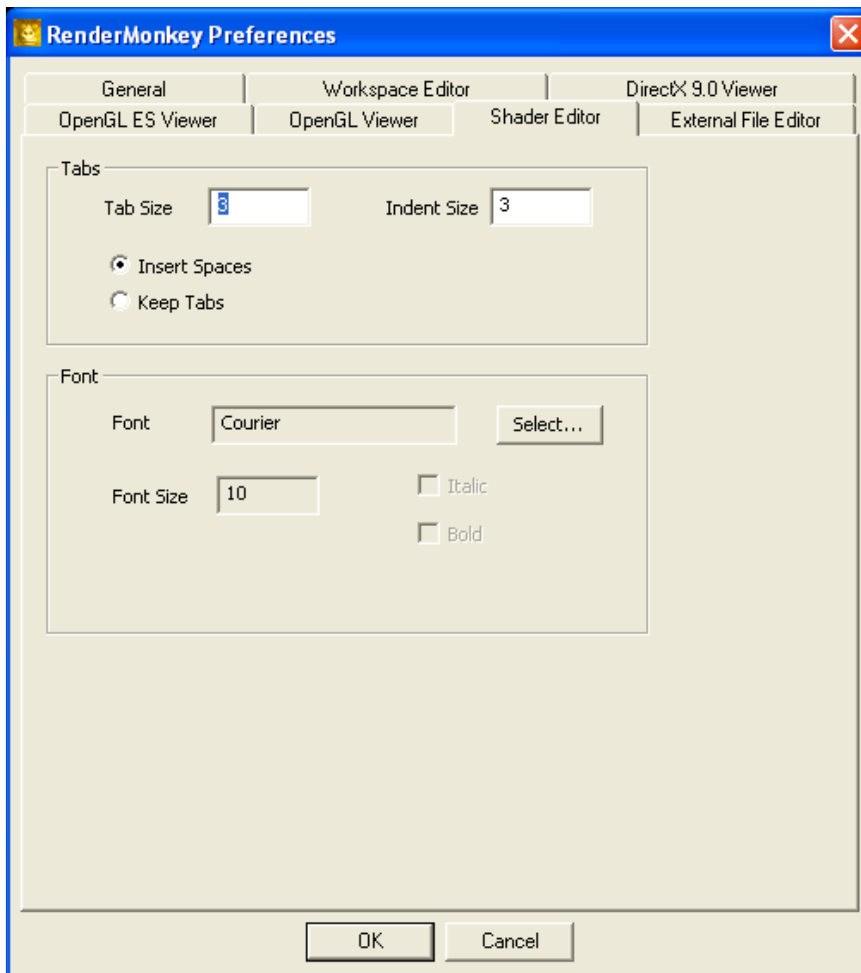 RenderMonkey Preferences
General Workspace Editor DirectX 9.0 Viewer
OpenGL ES Viewer OpenGL Viewer Shader Editor External File Editor
Tabs
Tab Size 3 Indent Size 3
Insert Spaces
Keep Tabs
Font
Font Courier Select...
Font Size 10 Italic
Bold
OK Cancel